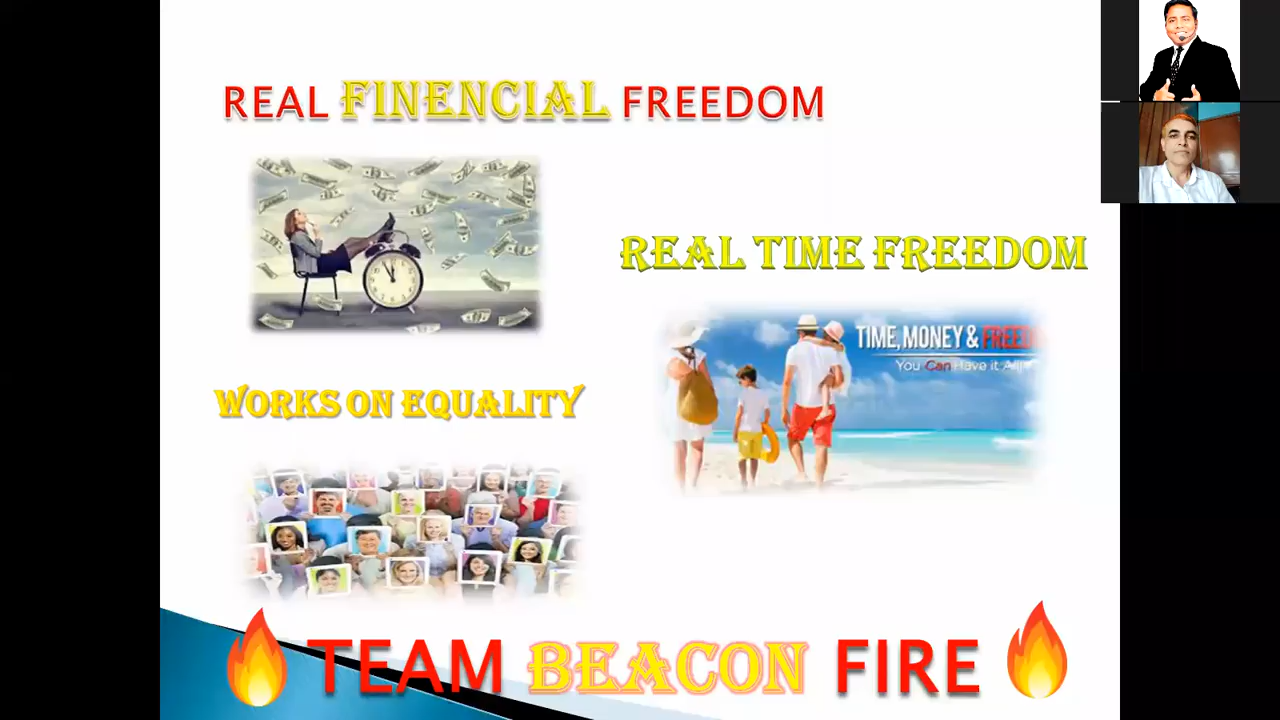 REAL FINENCIAL FREEDOM
REAL TIME FREEDOM
TIME, MONEY & FREED
You Can Have it All!
WORKS ON EQUALITY
TEAM BEACON FIRE